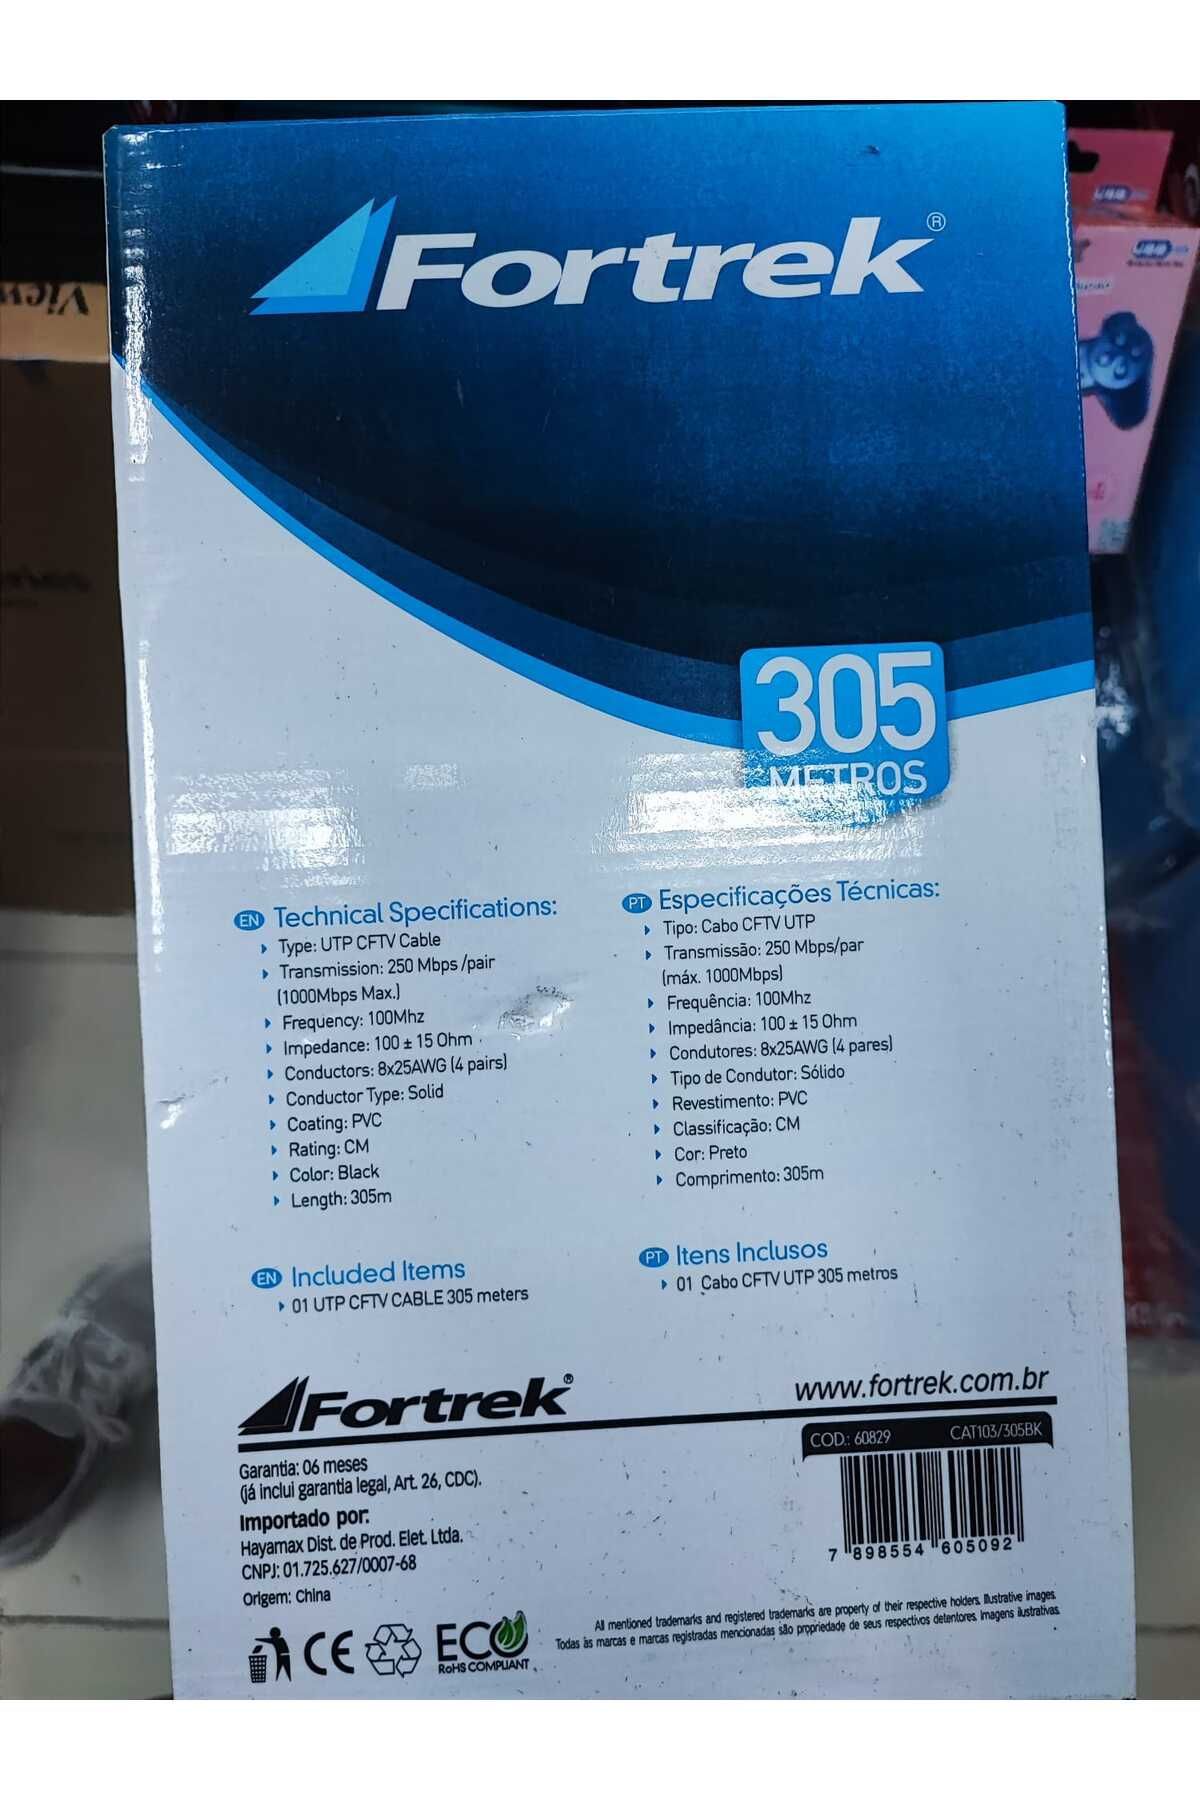 Fortrek®
View
305
METROS
EN Technical Specifications:
Type: UTP CFTV Cable
Transmission: 250 Mbps /pair
(1000Mbps Max.)
Frequency: 100Mhz
Impedance: 100 ± 15 Ohm
Conductors: 8x25AWG (4 pairs)
Conductor Type: Solid
Coating: PVC
Rating: CM
Color: Black
Length: 305m
PT Especificações Técnicas:
Tipo: Cabo CFTV UTP
Transmissão: 250 Mbps/par
(máx. 1000Mbps)
Frequência: 100Mhz
Impedância: 100 ± 15 Ohm
Condutores: 8x25AWG (4 pares)
Tipo de Condutor: Sólido
Revestimento: PVC
Classificação: CM
Cor: Preto
Comprimento: 305m
EN Included Items
01 UTP CFTV CABLE 305 meters
PT Itens Inclusos
01 Cabo CFTV UTP 305 metros
Fortrek®
www.fortrek.com.br
COD.: 60829 CAT103/305BK
7 898554 605092
Garantia: 06 meses
(já inclui garantia legal, Art. 26, CDC).
Importado por:
Hayamax Dist. de Prod. Elet. Ltda.
CNPJ: 01.725.627/0007-68
Origem: China
CE
ECO
RoHS COMPLIANT
All mentioned trademarks and registered trademarks are property of their respective holders. Illustrative images.
Todas as marcas e marcas registradas mencionadas são propriedade de seus respectivos detentores. Imagens ilustrativas.